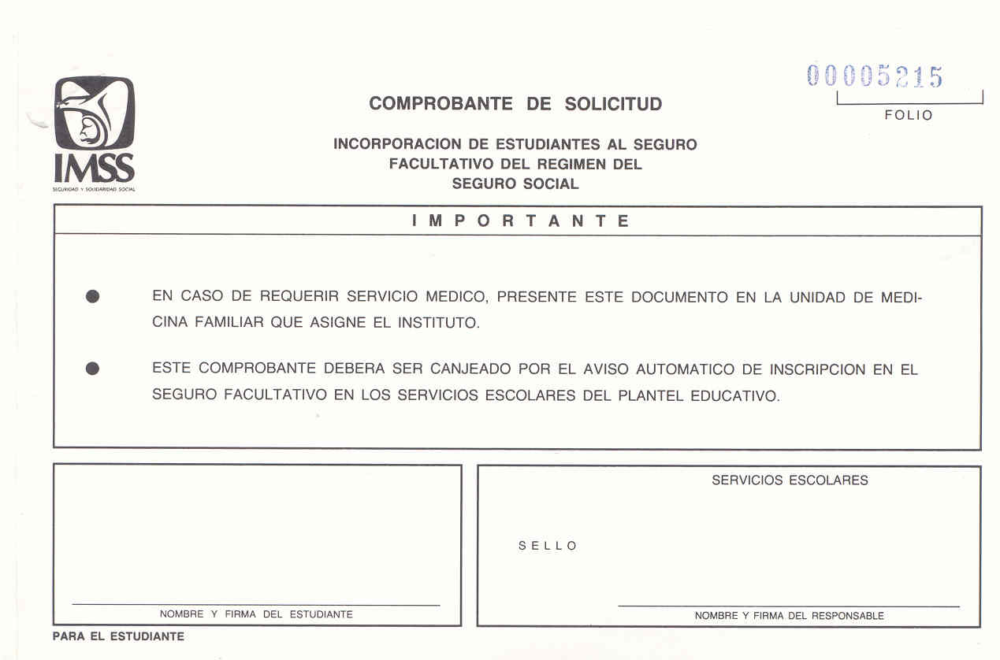 00005215
FOLIO
COMPROBANTE DE SOLICITUD
INCORPORACION DE ESTUDIANTES AL SEGURO
FACULTATIVO DEL REGIMEN DEL
SEGURO SOCIAL
IMSS
SEGURIDAD Y SOLIDARIDAD SOCIAL
IMPORTANTE
● EN CASO DE REQUERIR SERVICIO MEDICO, PRESENTE ESTE DOCUMENTO EN LA UNIDAD DE MEDI-
CINA FAMILIAR QUE ASIGNE EL INSTITUTO.
● ESTE COMPROBANTE DEBERA SER CANJEADO POR EL AVISO AUTOMATICO DE INSCRIPCION EN EL
SEGURO FACULTATIVO EN LOS SERVICIOS ESCOLARES DEL PLANTEL EDUCATIVO.
NOMBRE Y FIRMA DEL ESTUDIANTE
SERVICIOS ESCOLARES
SELLO
NOMBRE Y FIRMA DEL RESPONSABLE
PARA EL ESTUDIANTE